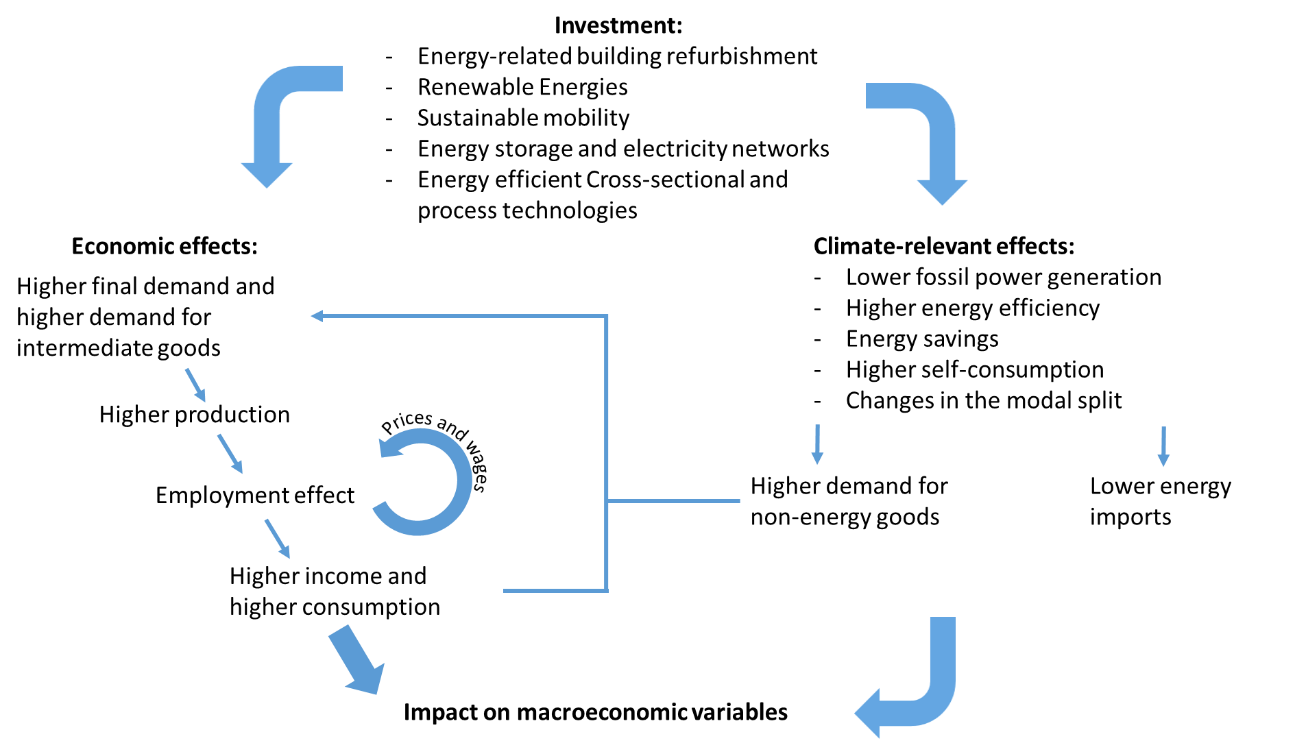 Investment:
- Energy-related building refurbishment
- Renewable Energies
- Sustainable mobility
- Energy storage and electricity networks
- Energy efficient Cross-sectional and
process technologies
Economic effects:
Higher final demand and
higher demand for
intermediate goods
Higher production
Employment effect
Prices and wages
Higher income and
higher consumption
Climate-relevant effects:
- Lower fossil power generation
- Higher energy efficiency
- Energy savings
- Higher self-consumption
- Changes in the modal split
Higher demand for
non-energy goods
Lower energy
imports
Impact on macroeconomic variables